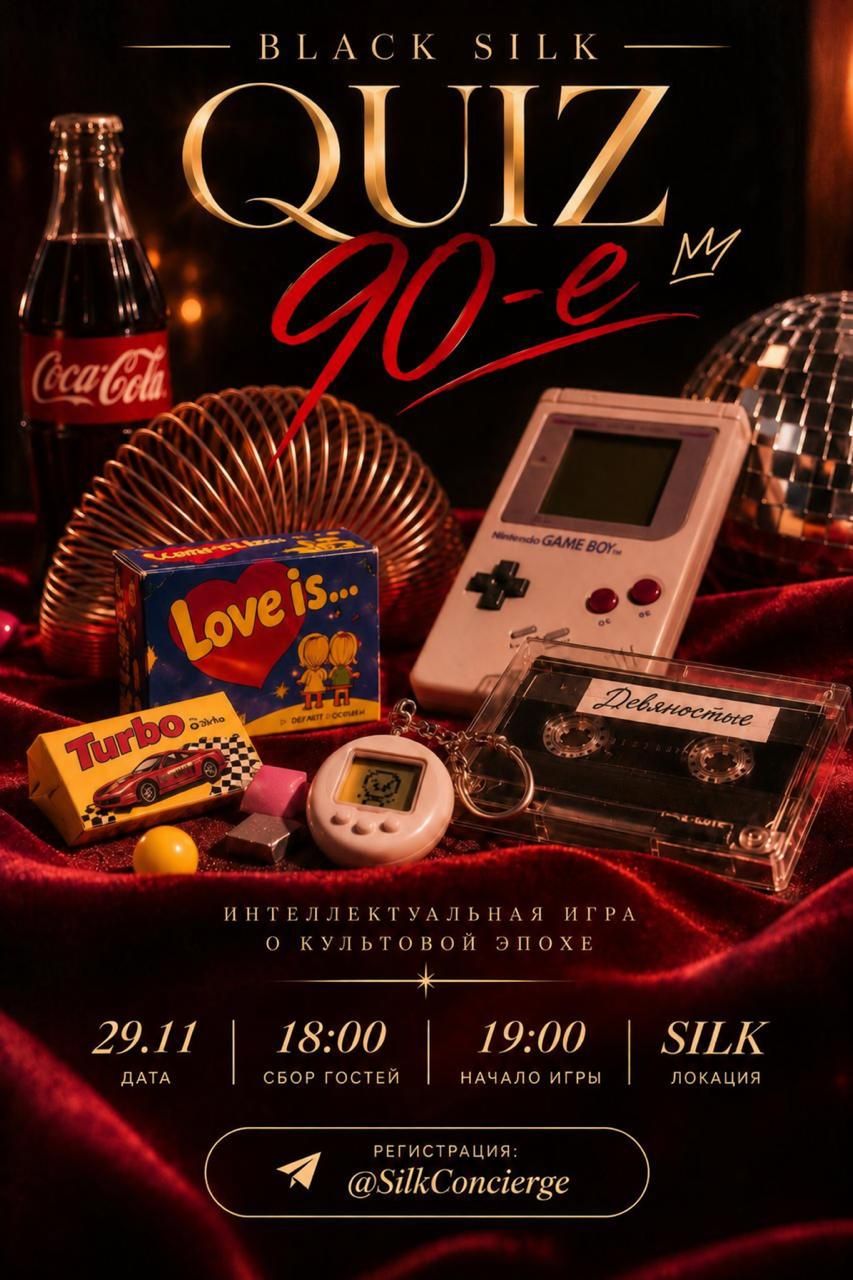 BLACK SILK
QUIZ
90-е
Coca-Cola
Nintendo GAME BOY™
Love is...
Turbo
Девяностые
ИНТЕЛЛЕКТУАЛЬНАЯ ИГРА
О КУЛЬТОВОЙ ЭПОХЕ
29.11 18:00 19:00 SILK
ДАТА СБОР ГОСТЕЙ НАЧАЛО ИГРЫ ЛОКАЦИЯ
РЕГИСТРАЦИЯ:
@SilkConcierge